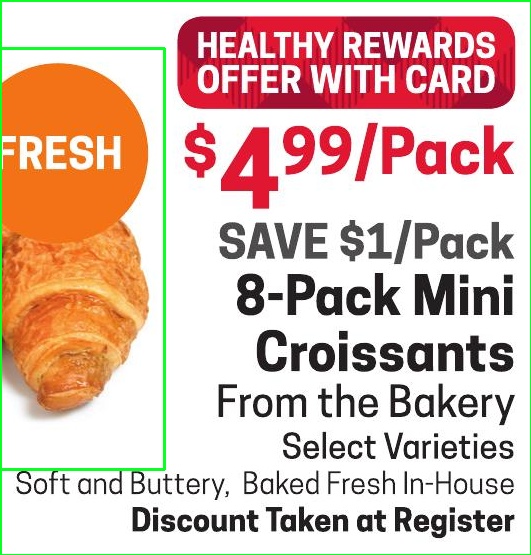 HEALTHY REWARDS
OFFER WITH CARD
FRESH
$4.99/Pack
SAVE $1/Pack
8-Pack Mini
Croissants
From the Bakery
Select Varieties
Soft and Buttery, Baked Fresh In-House
Discount Taken at Register